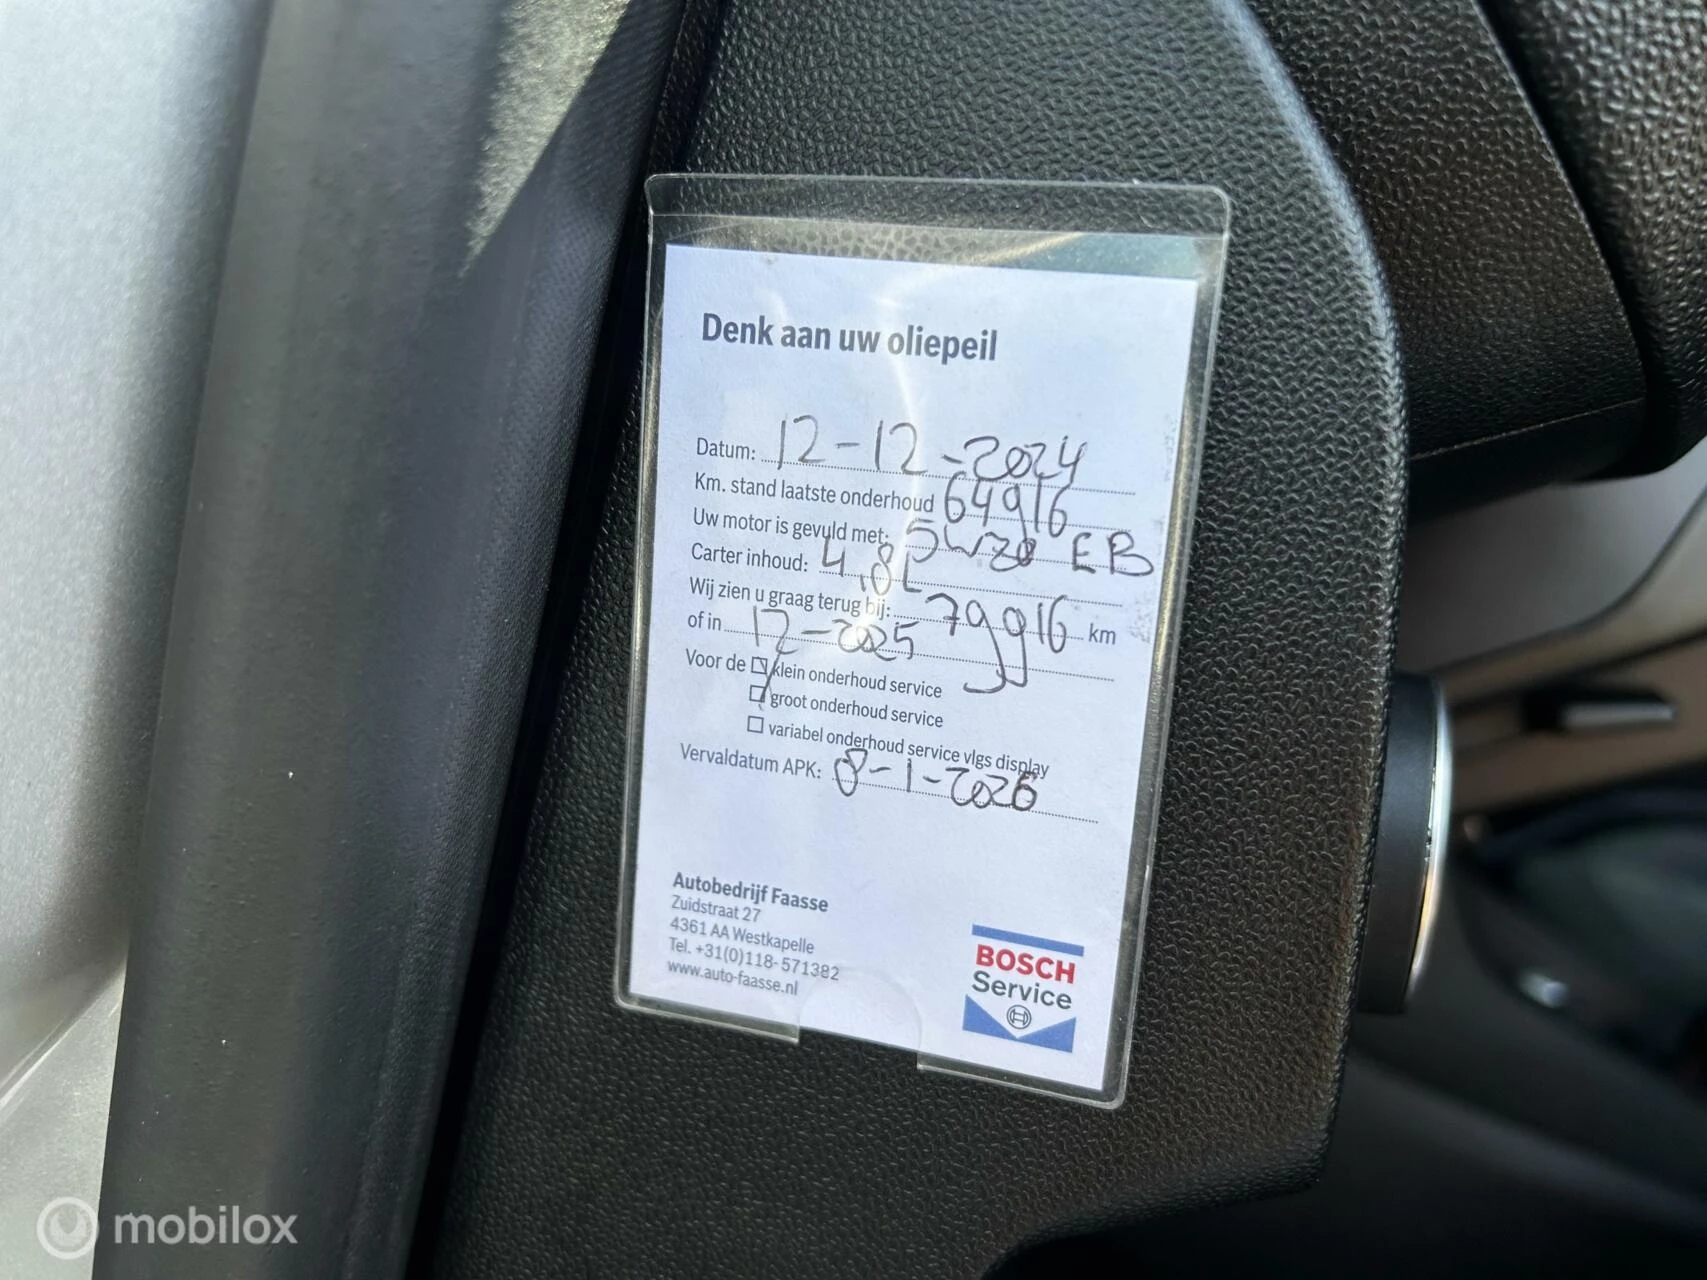 Denk aan uw oliepeil
Datum: 12-12-2024
Km. stand laatste onderhoud 64916
Uw motor is gevuld met: 5w20 EB
Carter inhoud: 4,8L
Wij zien u graag terug bij: 79916 km
of in 12-2025
Voor de klein onderhoud service
groot onderhoud service
variabel onderhoud service vlgs display
Vervaldatum APK: 8-1-2026
Autobedrijf Faasse
Zuidstraat 27
4361 AA Westkapelle
Tel. +31(0)118-571382
www.auto-faasse.nl
BOSCH
Service
mobilox